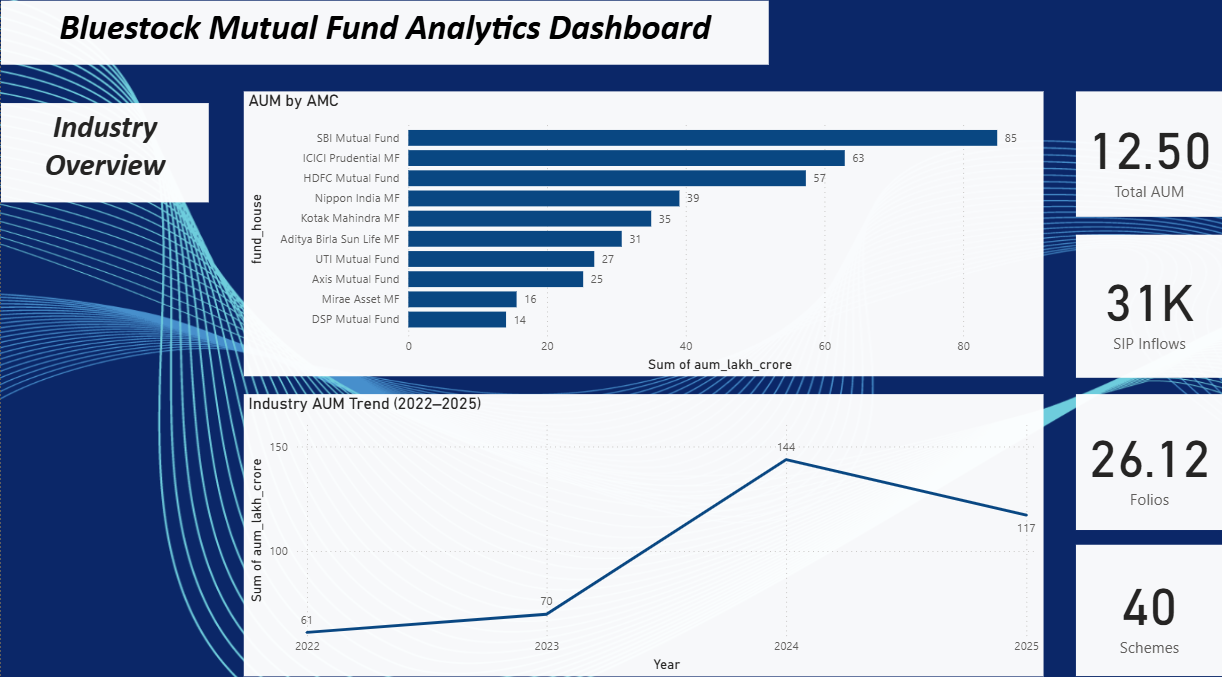 Bluestock Mutual Fund Analytics Dashboard
Industry
Overview
AUM by AMC
fund_house
SBI Mutual Fund 85
ICICI Prudential MF 63
HDFC Mutual Fund 57
Nippon India MF 39
Kotak Mahindra MF 35
Aditya Birla Sun Life MF 31
UTI Mutual Fund 27
Axis Mutual Fund 25
Mirae Asset MF 16
DSP Mutual Fund 14
0 20 40 60 80
Sum of aum_lakh_crore
Industry AUM Trend (2022–2025)
Sum of aum_lakh_crore
150
100
61
70
144
117
2022 2023 2024 2025
Year
12.50
Total AUM
31K
SIP Inflows
26.12
Folios
40
Schemes